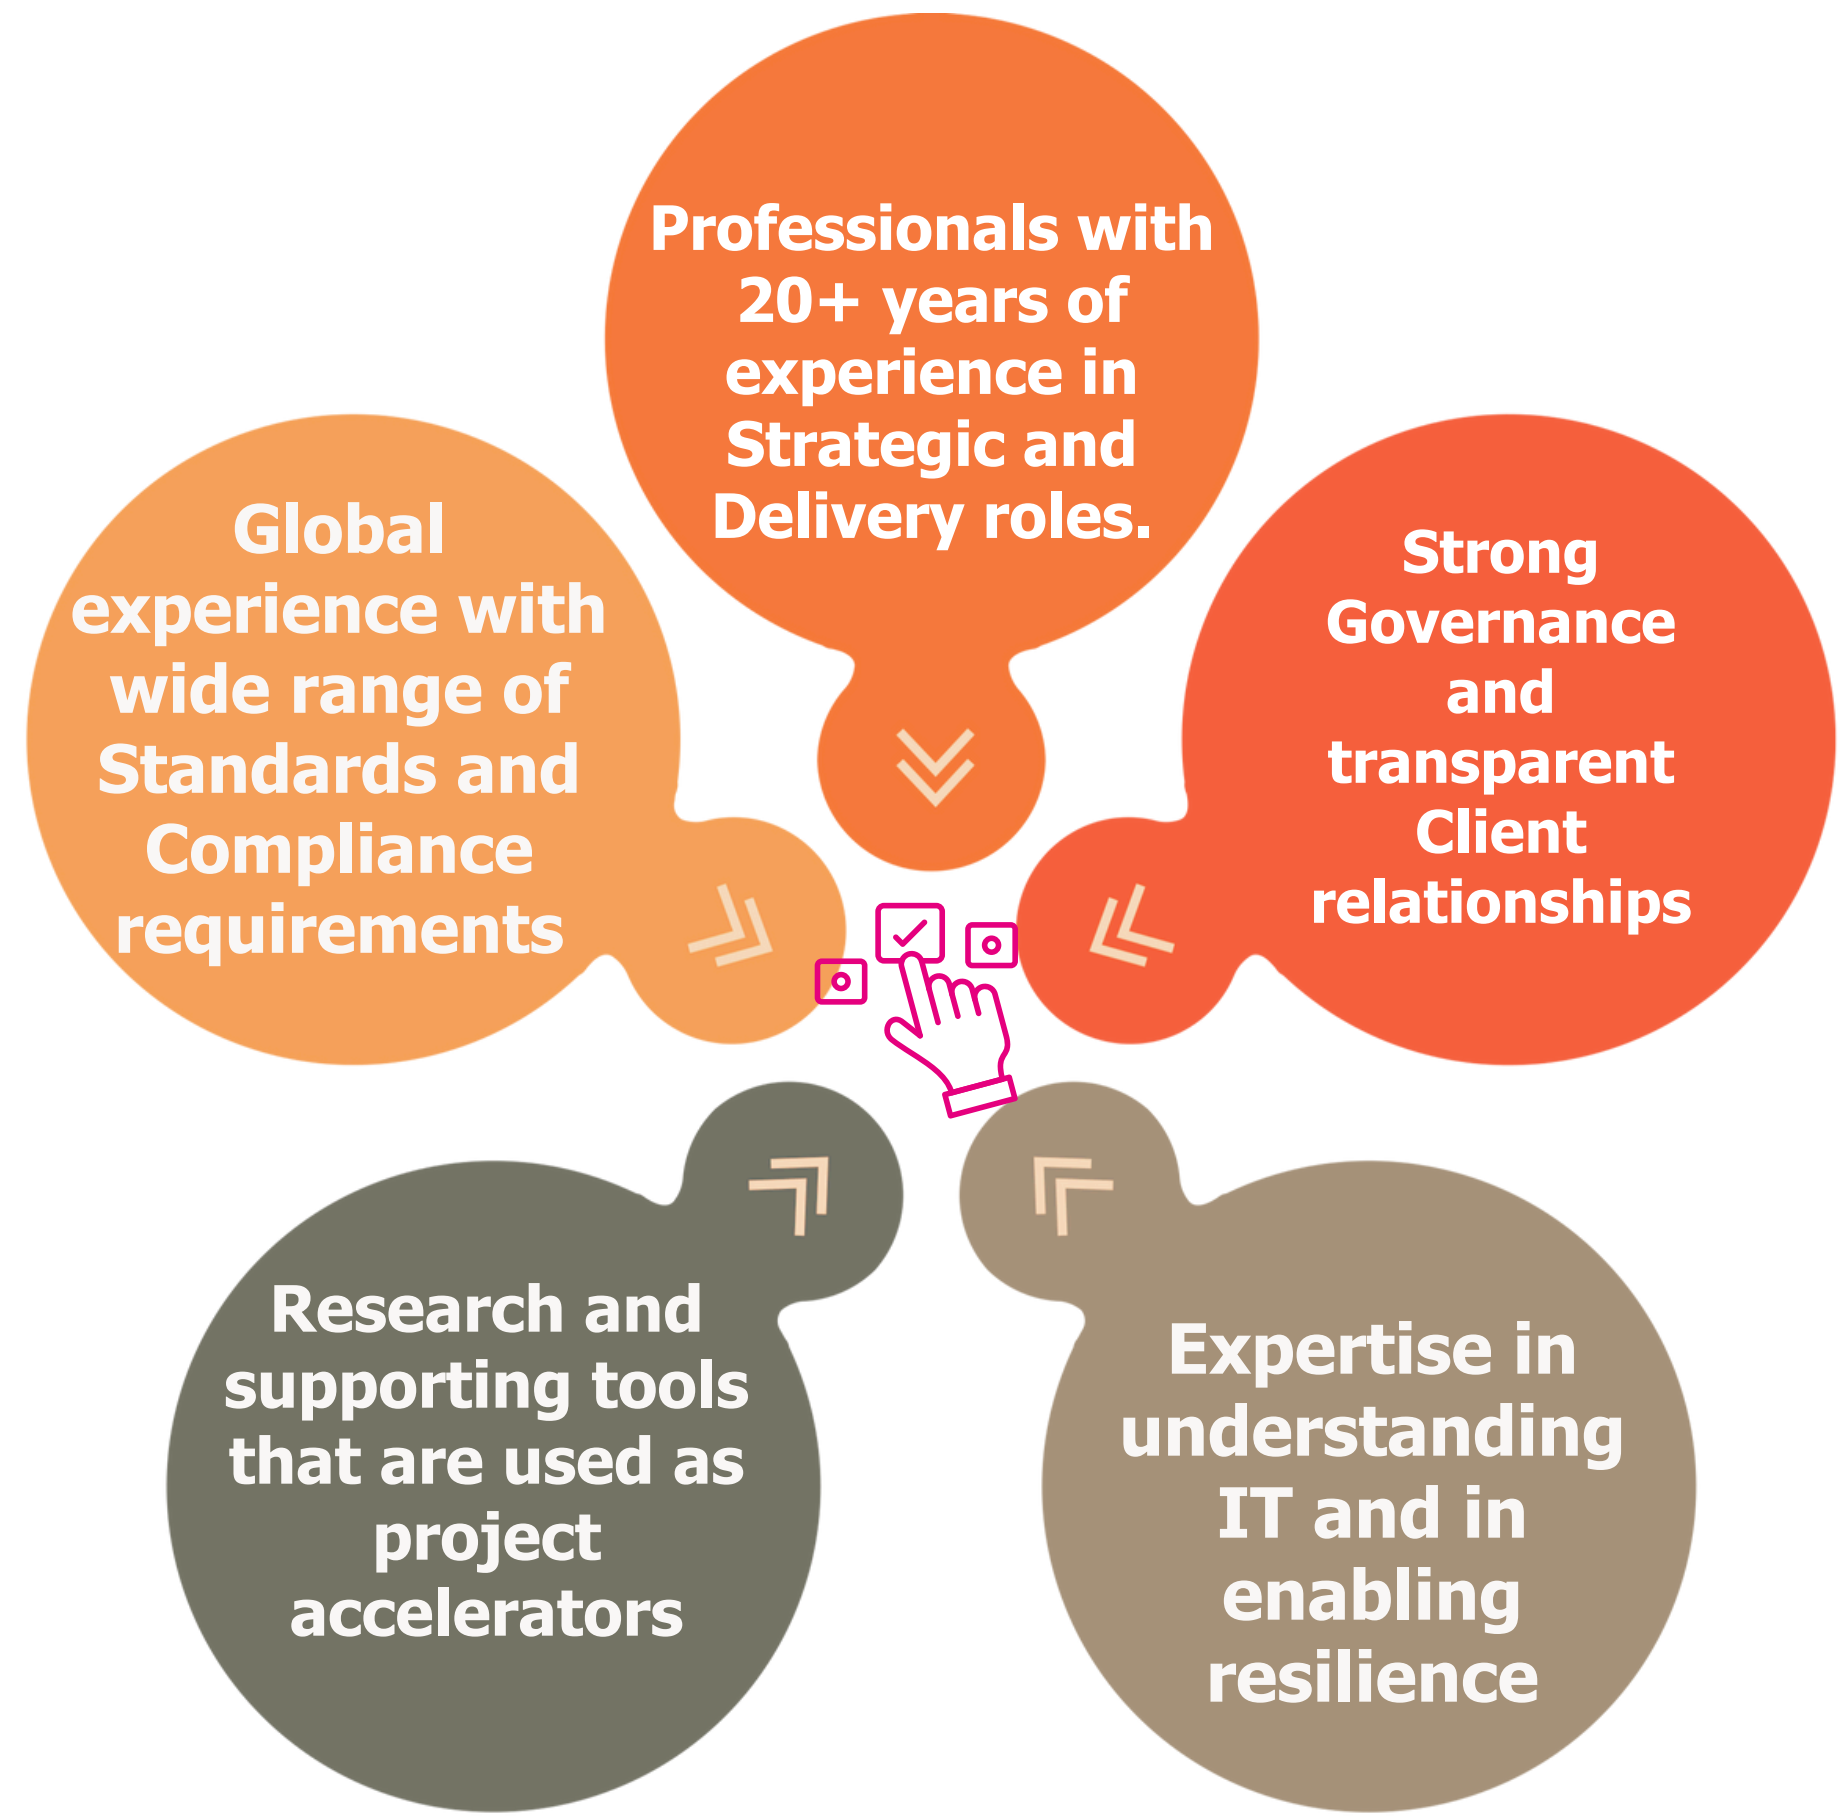 Professionals with
20+ years of
experience in
Strategic and
Delivery roles.
Global
experience with
wide range of
Standards and
Compliance
requirements
Strong
Governance
and
transparent
Client
relationships
Research and
supporting tools
that are used as
project
accelerators
Expertise in
understanding
IT and in
enabling
resilience